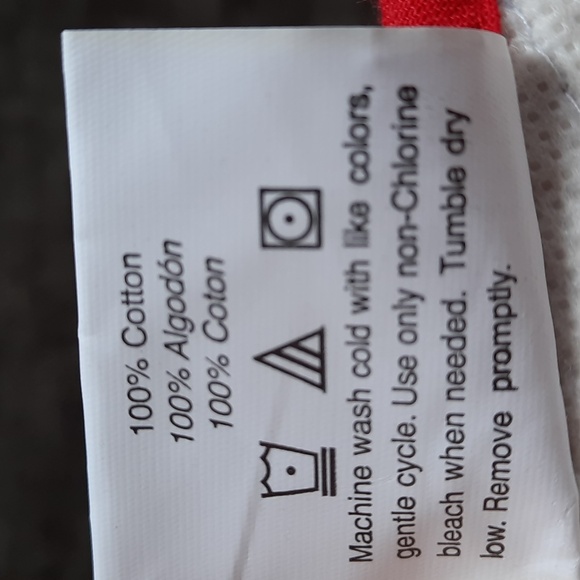 100% Cotton
100% Algodón
100% Coton
Machine wash cold with like colors,
gentle cycle. Use only non-Chlorine
bleach when needed. Tumble dry
low. Remove promptly.